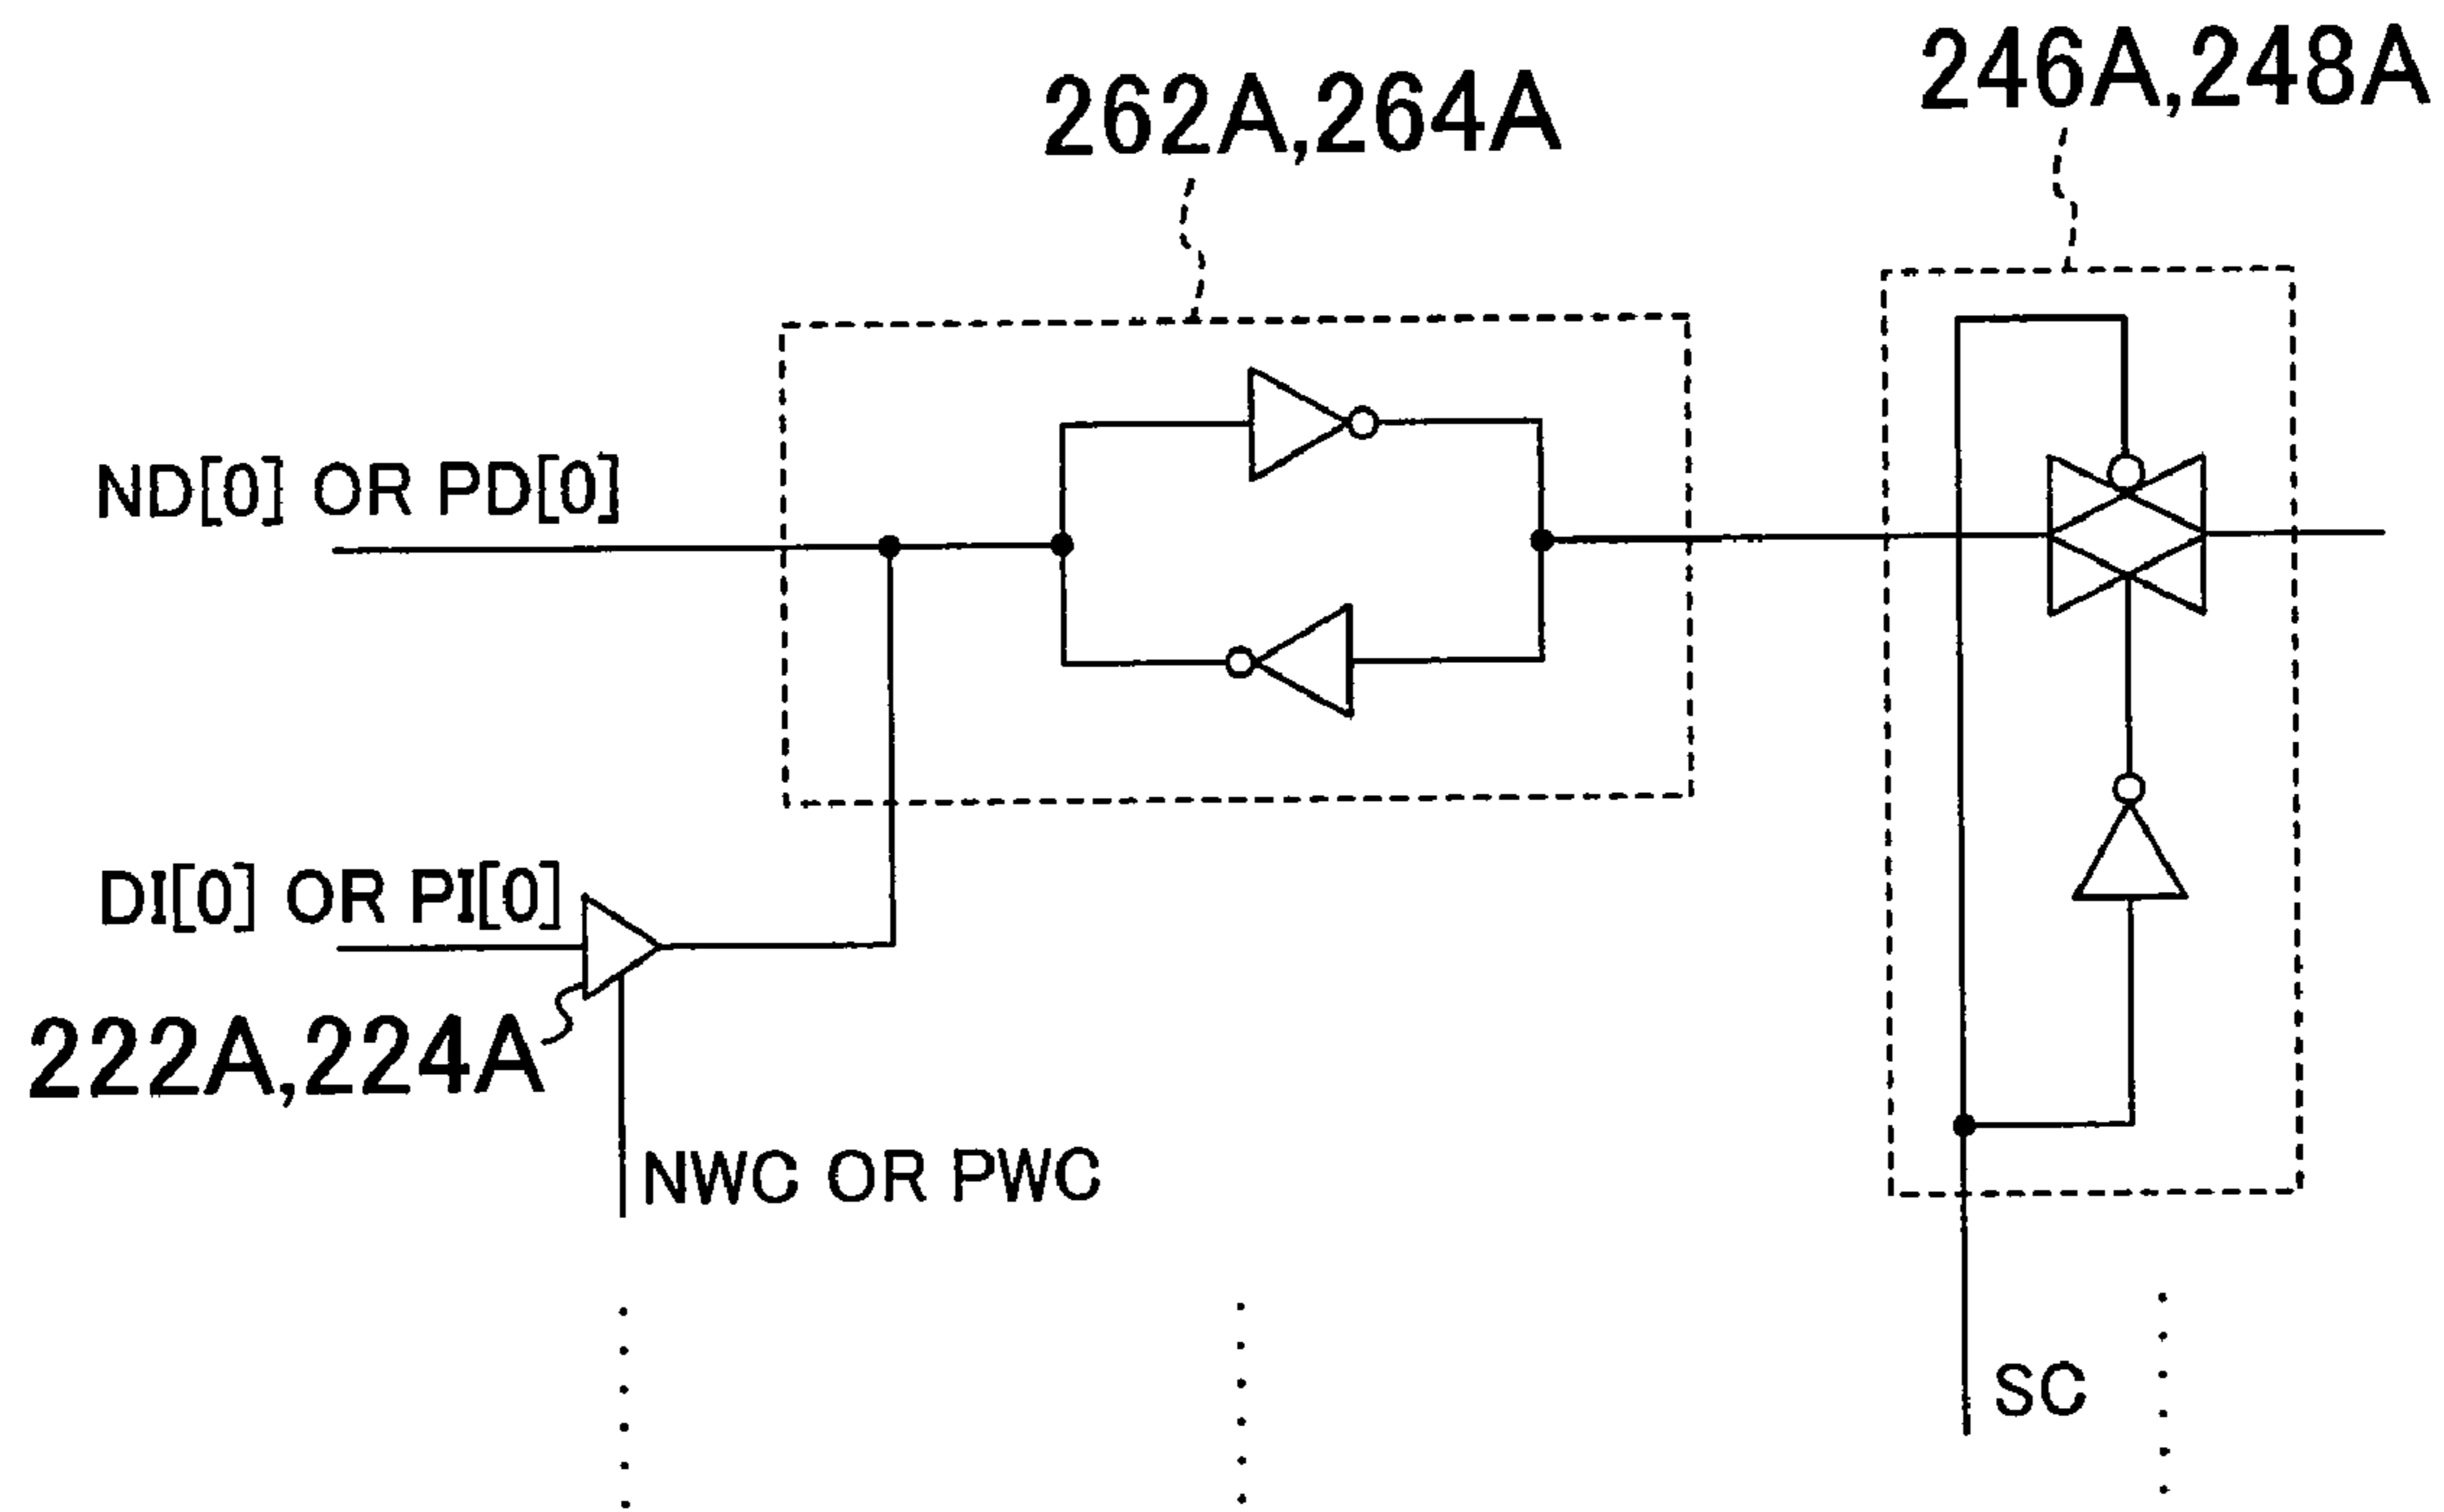 246A,248A
262A,264A
ND[0] OR PD[0]
DI[0] OR PI[0]
222A,224A
NWC OR PWC
SC